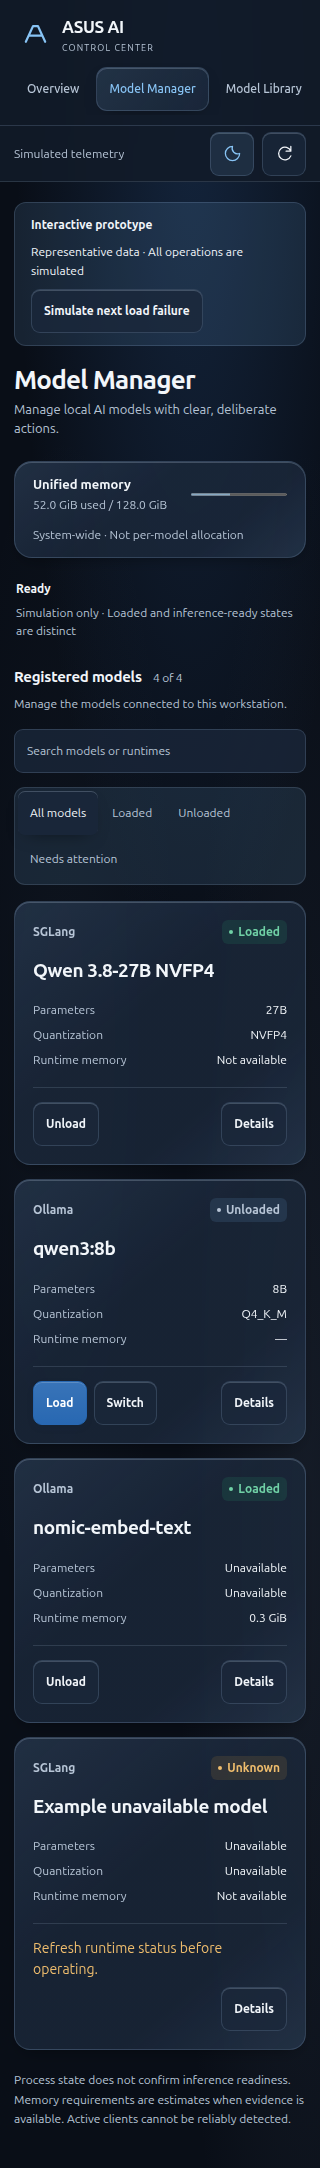 ASUS AI
CONTROL CENTER
Overview
Model Manager
Model Library
Simulated telemetry
Interactive prototype
Representative data · All operations are
simulated
Simulate next load failure
Model Manager
Manage local AI models with clear, deliberate
actions.
Unified memory
52.0 GiB used / 128.0 GiB
System-wide · Not per-model allocation
Ready
Simulation only · Loaded and inference-ready states
are distinct
Registered models 4 of 4
Manage the models connected to this workstation.
Search models or runtimes
All models
Loaded
Unloaded
Needs attention
SGLang
• Loaded
Qwen 3.8-27B NVFP4
Parameters 27B
Quantization NVFP4
Runtime memory Not available
Unload
Details
Ollama
• Unloaded
qwen3:8b
Parameters 8B
Quantization Q4_K_M
Runtime memory —
Load
Switch
Details
Ollama
• Loaded
nomic-embed-text
Parameters Unavailable
Quantization Unavailable
Runtime memory 0.3 GiB
Unload
Details
SGLang
• Unknown
Example unavailable model
Parameters Unavailable
Quantization Unavailable
Runtime memory Not available
Refresh runtime status before
operating.
Details
Process state does not confirm inference readiness.
Memory requirements are estimates when evidence is
available. Active clients cannot be reliably detected.